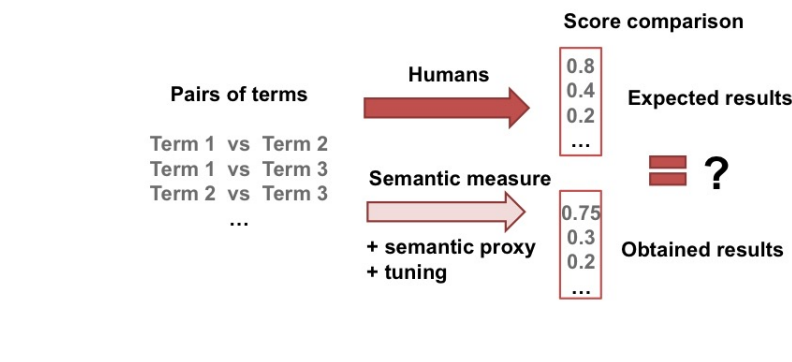 Score comparison
Pairs of terms
Term 1 vs Term 2
Term 1 vs Term 3
Term 2 vs Term 3
...
Humans
0.8
0.4
0.2
...
Expected results
= ?
Semantic measure
+ semantic proxy
+ tuning
0.75
0.3
0.2
...
Obtained results